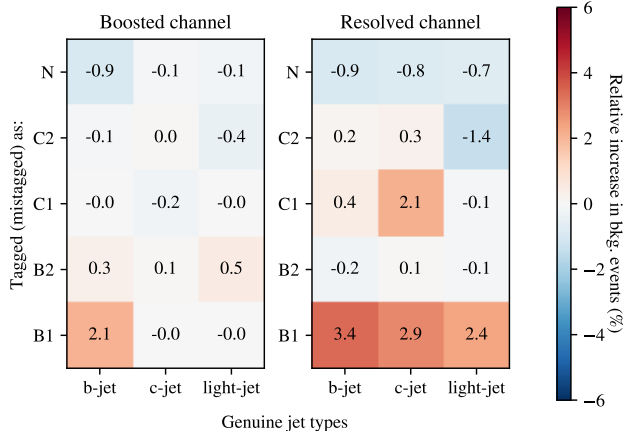 Boosted channel
Resolved channel
Tagged (mistagged) as:
N
C2
C1
B2
B1
-0.9 -0.1 -0.1
-0.1 0.0 -0.4
-0.0 -0.2 -0.0
0.3 0.1 0.5
2.1 -0.0 -0.0
b-jet c-jet light-jet
N
C2
C1
B2
B1
-0.9 -0.8 -0.7
0.2 0.3 -1.4
0.4 2.1 -0.1
-0.2 0.1 -0.1
3.4 2.9 2.4
b-jet c-jet light-jet
Genuine jet types
6
4
2
0
−2
−4
−6
Relative increase in bkg. events (%)